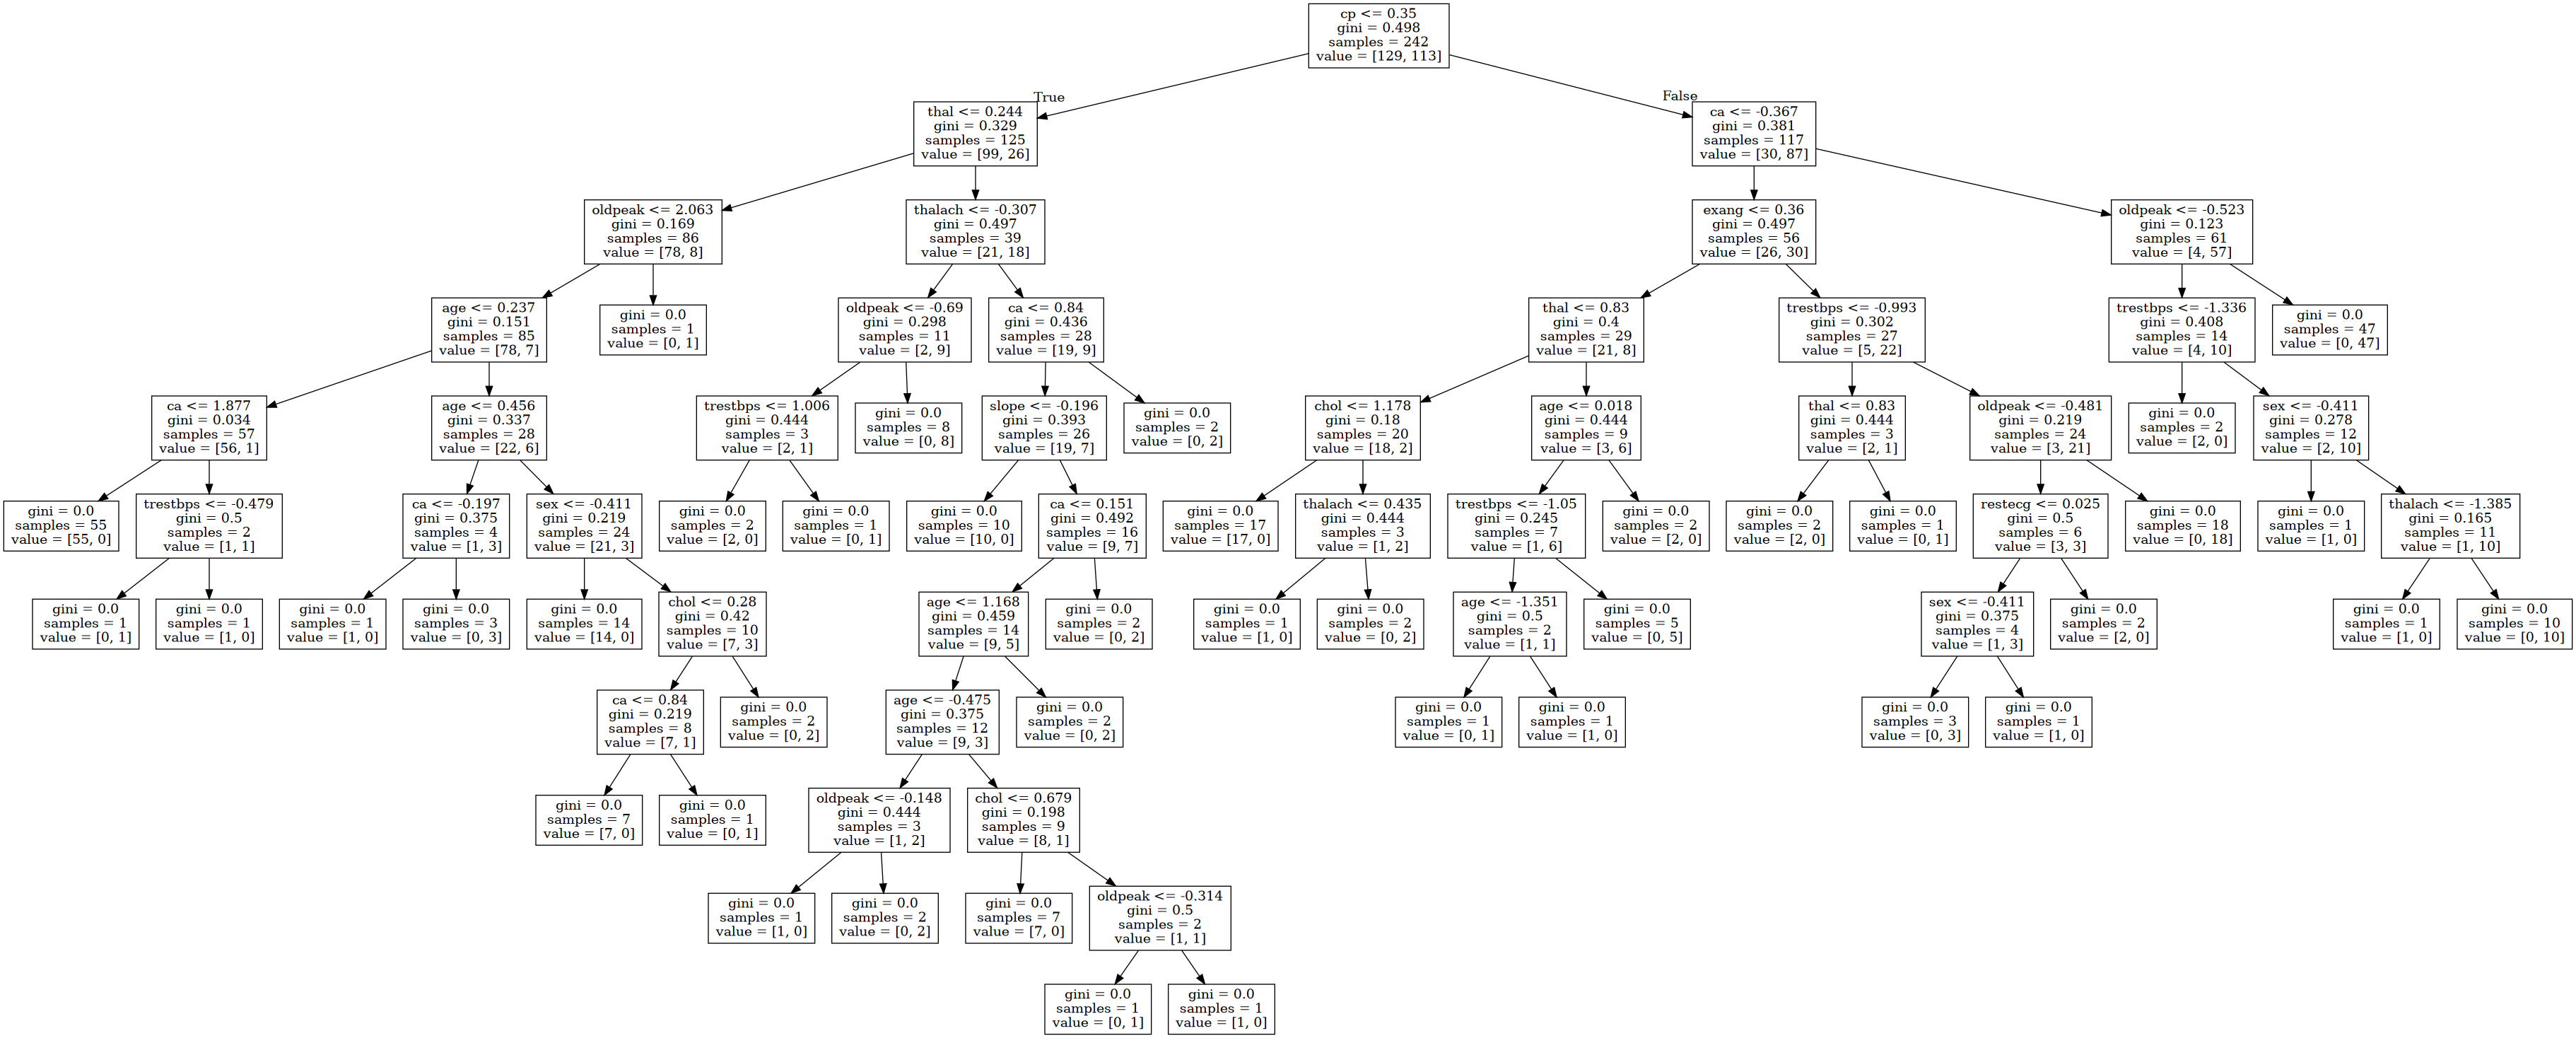 cp <= 0.35
gini = 0.498
samples = 242
value = [129, 113]
True
False
thal <= 0.244
gini = 0.329
samples = 125
value = [99, 26]
ca <= -0.367
gini = 0.381
samples = 117
value = [30, 87]
oldpeak <= 2.063
gini = 0.169
samples = 86
value = [78, 8]
thalach <= -0.307
gini = 0.497
samples = 39
value = [21, 18]
exang <= 0.36
gini = 0.497
samples = 56
value = [26, 30]
oldpeak <= -0.523
gini = 0.123
samples = 61
value = [4, 57]
age <= 0.237
gini = 0.151
samples = 85
value = [78, 7]
gini = 0.0
samples = 1
value = [0, 1]
oldpeak <= -0.69
gini = 0.298
samples = 11
value = [2, 9]
ca <= 0.84
gini = 0.436
samples = 28
value = [19, 9]
thal <= 0.83
gini = 0.4
samples = 29
value = [21, 8]
trestbps <= -0.993
gini = 0.302
samples = 27
value = [5, 22]
trestbps <= -1.336
gini = 0.408
samples = 14
value = [4, 10]
gini = 0.0
samples = 47
value = [0, 47]
ca <= 1.877
gini = 0.034
samples = 57
value = [56, 1]
age <= 0.456
gini = 0.337
samples = 28
value = [22, 6]
trestbps <= 1.006
gini = 0.444
samples = 3
value = [2, 1]
gini = 0.0
samples = 8
value = [0, 8]
slope <= -0.196
gini = 0.393
samples = 26
value = [19, 7]
gini = 0.0
samples = 2
value = [0, 2]
chol <= 1.178
gini = 0.18
samples = 20
value = [18, 2]
age <= 0.018
gini = 0.444
samples = 9
value = [3, 6]
thal <= 0.83
gini = 0.444
samples = 3
value = [2, 1]
oldpeak <= -0.481
gini = 0.219
samples = 24
value = [3, 21]
gini = 0.0
samples = 2
value = [2, 0]
sex <= -0.411
gini = 0.278
samples = 12
value = [2, 10]
gini = 0.0
samples = 55
value = [55, 0]
trestbps <= -0.479
gini = 0.5
samples = 2
value = [1, 1]
ca <= -0.197
gini = 0.375
samples = 4
value = [1, 3]
sex <= -0.411
gini = 0.219
samples = 24
value = [21, 3]
gini = 0.0
samples = 2
value = [2, 0]
gini = 0.0
samples = 1
value = [0, 1]
gini = 0.0
samples = 10
value = [10, 0]
ca <= 0.151
gini = 0.492
samples = 16
value = [9, 7]
gini = 0.0
samples = 17
value = [17, 0]
thalach <= 0.435
gini = 0.444
samples = 3
value = [1, 2]
trestbps <= -1.05
gini = 0.245
samples = 7
value = [1, 6]
gini = 0.0
samples = 2
value = [2, 0]
gini = 0.0
samples = 2
value = [2, 0]
gini = 0.0
samples = 1
value = [0, 1]
restecg <= 0.025
gini = 0.5
samples = 6
value = [3, 3]
gini = 0.0
samples = 18
value = [0, 18]
gini = 0.0
samples = 1
value = [1, 0]
thalach <= -1.385
gini = 0.165
samples = 11
value = [1, 10]
gini = 0.0
samples = 1
value = [0, 1]
gini = 0.0
samples = 1
value = [1, 0]
gini = 0.0
samples = 1
value = [1, 0]
gini = 0.0
samples = 3
value = [0, 3]
gini = 0.0
samples = 14
value = [14, 0]
chol <= 0.28
gini = 0.42
samples = 10
value = [7, 3]
age <= 1.168
gini = 0.459
samples = 14
value = [9, 5]
gini = 0.0
samples = 2
value = [0, 2]
gini = 0.0
samples = 1
value = [1, 0]
gini = 0.0
samples = 2
value = [0, 2]
age <= -1.351
gini = 0.5
samples = 2
value = [1, 1]
gini = 0.0
samples = 5
value = [0, 5]
sex <= -0.411
gini = 0.375
samples = 4
value = [1, 3]
gini = 0.0
samples = 2
value = [2, 0]
gini = 0.0
samples = 1
value = [1, 0]
gini = 0.0
samples = 10
value = [0, 10]
ca <= 0.84
gini = 0.219
samples = 8
value = [7, 1]
gini = 0.0
samples = 2
value = [0, 2]
age <= -0.475
gini = 0.375
samples = 12
value = [9, 3]
gini = 0.0
samples = 2
value = [0, 2]
gini = 0.0
samples = 1
value = [0, 1]
gini = 0.0
samples = 1
value = [1, 0]
gini = 0.0
samples = 3
value = [0, 3]
gini = 0.0
samples = 1
value = [1, 0]
gini = 0.0
samples = 7
value = [7, 0]
gini = 0.0
samples = 1
value = [0, 1]
oldpeak <= -0.148
gini = 0.444
samples = 3
value = [1, 2]
chol <= 0.679
gini = 0.198
samples = 9
value = [8, 1]
gini = 0.0
samples = 1
value = [1, 0]
gini = 0.0
samples = 2
value = [0, 2]
gini = 0.0
samples = 7
value = [7, 0]
oldpeak <= -0.314
gini = 0.5
samples = 2
value = [1, 1]
gini = 0.0
samples = 1
value = [0, 1]
gini = 0.0
samples = 1
value = [1, 0]